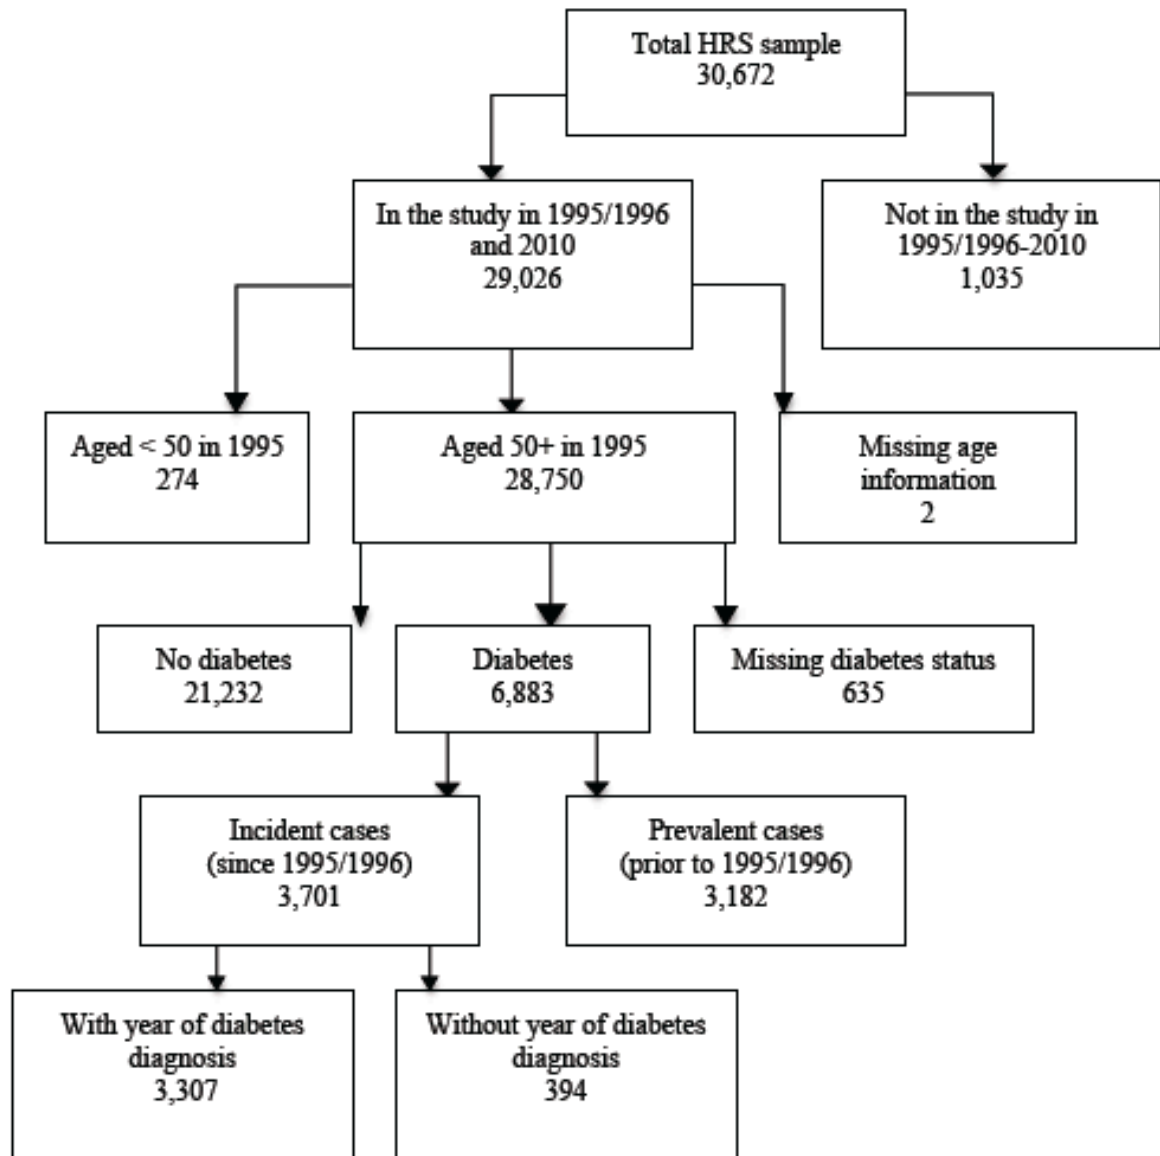 Total HRS sample
30,672
In the study in 1995/1996
and 2010
29,026
Not in the study in
1995/1996-2010
1,035
Aged < 50 in 1995
274
Aged 50+ in 1995
28,750
Missing age
information
2
No diabetes
21,232
Diabetes
6,883
Missing diabetes status
635
Incident cases
(since 1995/1996)
3,701
Prevalent cases
(prior to 1995/1996)
3,182
With year of diabetes
diagnosis
3,307
Without year of diabetes
diagnosis
394